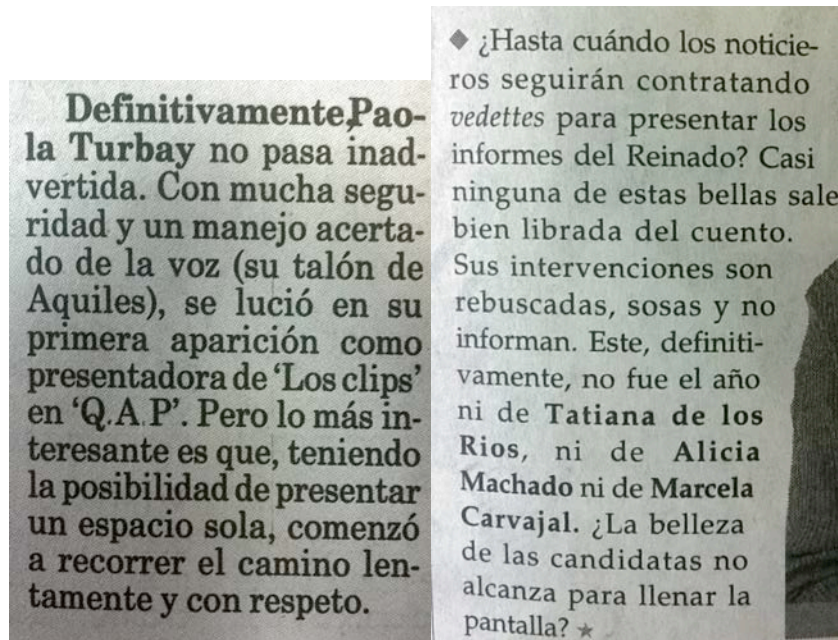 Definitivamente, Pao-
la Turbay no pasa inad-
vertida. Con mucha segu-
ridad y un manejo acerta-
do de la voz (su talón de
Aquiles), se lució en su
primera aparición como
presentadora de ‘Los clips’
en ‘Q.A.P’. Pero lo más in-
teresante es que, teniendo
la posibilidad de presentar
un espacio sola, comenzó
a recorrer el camino len-
tamente y con respeto.
◆ ¿Hasta cuándo los noticie-
ros seguirán contratando
vedettes para presentar los
informes del Reinado? Casi
ninguna de estas bellas sale
bien librada del cuento.
Sus intervenciones son
rebuscadas, sosas y no
informan. Este, definiti-
vamente, no fue el año
ni de Tatiana de los
Rios, ni de Alicia
Machado ni de Marcela
Carvajal. ¿La belleza
de las candidatas no
alcanza para llenar la
pantalla? ★